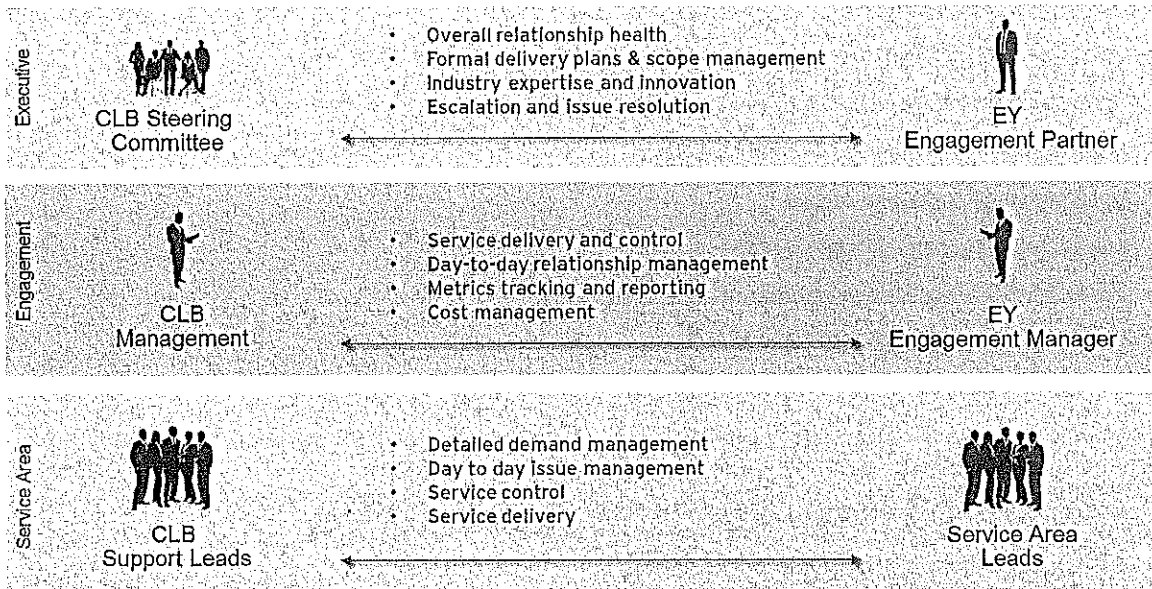 Executive
CLB Steering
Committee
• Overall relationship health
• Formal delivery plans & scope management
• Industry expertise and innovation
• Escalation and issue resolution
EY
Engagement Partner
Engagement
CLB
Management
• Service delivery and control
• Day-to-day relationship management
• Metrics tracking and reporting
• Cost management
EY
Engagement Manager
Service Area
CLB
Support Leads
• Detailed demand management
• Day to day issue management
• Service control
• Service delivery
Service Area
Leads